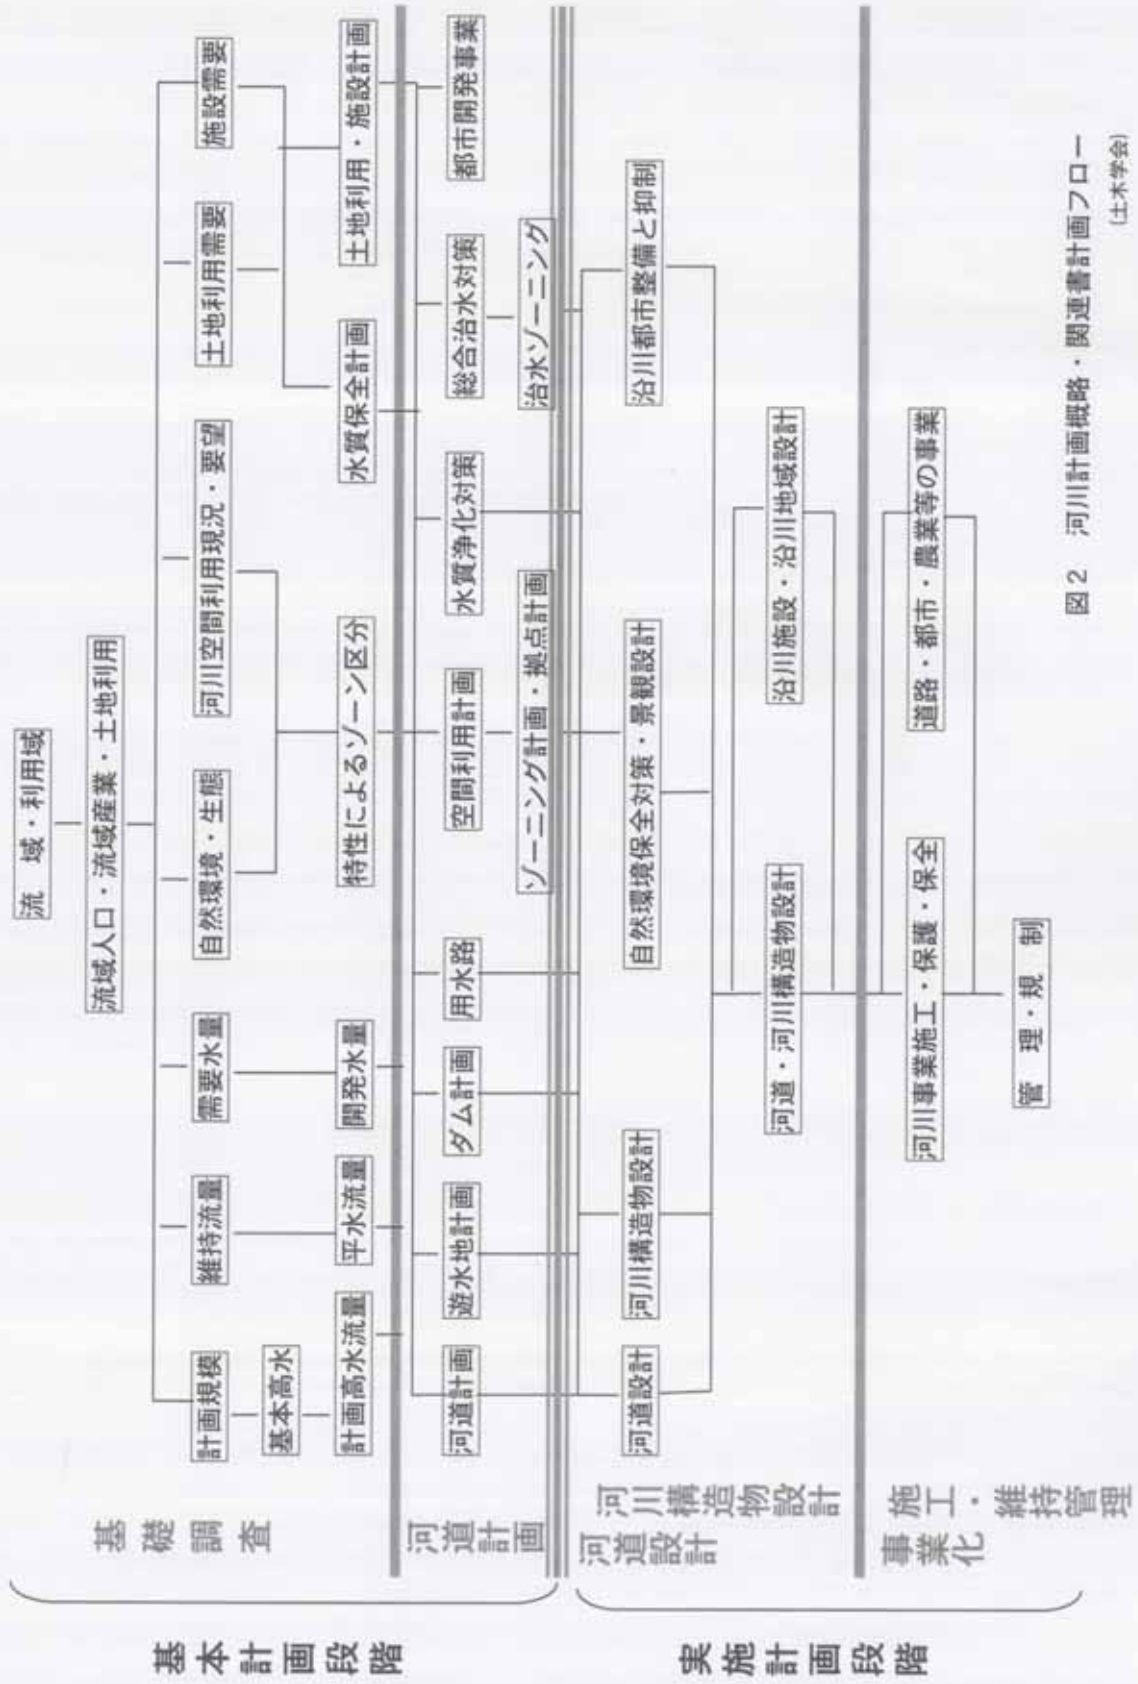 基本計画段階
実施計画段階
基礎調査
河道計画
河道設計
河川構造物設計
事業化
施工・維持管理
流 域・利用域
流域人口・流域産業・土地利用
計画規模
維持流量
需要水量
自然環境・生態
河川空間利用現況・要望
土地利用需要
施設需要
基本高水
計画高水流量
平水流量
開発水量
特性によるゾーン区分
水質保全計画
土地利用・施設計画
河道計画
遊水地計画
ダム計画
用水路
空間利用計画
水質浄化対策
総合治水対策
都市開発事業
ゾーニング計画・拠点計画
治水ゾーニング
河道設計
河川構造物設計
自然環境保全対策・景観設計
沿川都市整備と抑制
河道・河川構造物設計
沿川施設・沿川地域設計
河川事業施工・保護・保全
道路・都市・農業等の事業
管 理・規 制
図2 河川計画概略・関連書計画フロー
(土木学会)